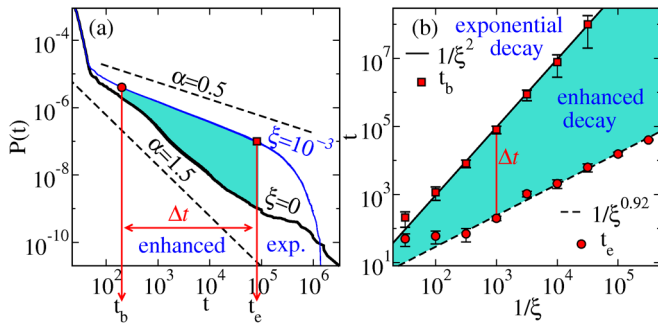 (a)
10^-4
10^-6
10^-8
10^-10
P(t)
α=0.5
α=1.5
ξ=10^-3
ξ=0
Δt
enhanced
exp.
10^2
10^3
10^4
10^5
10^6
t
t_b
t_e
(b)
exponential
decay
1/ξ^2
t_b
enhanced
decay
Δt
1/ξ^0.92
t_e
t
10^7
10^5
10^3
10^1
10^2
10^3
10^4
10^5
1/ξ